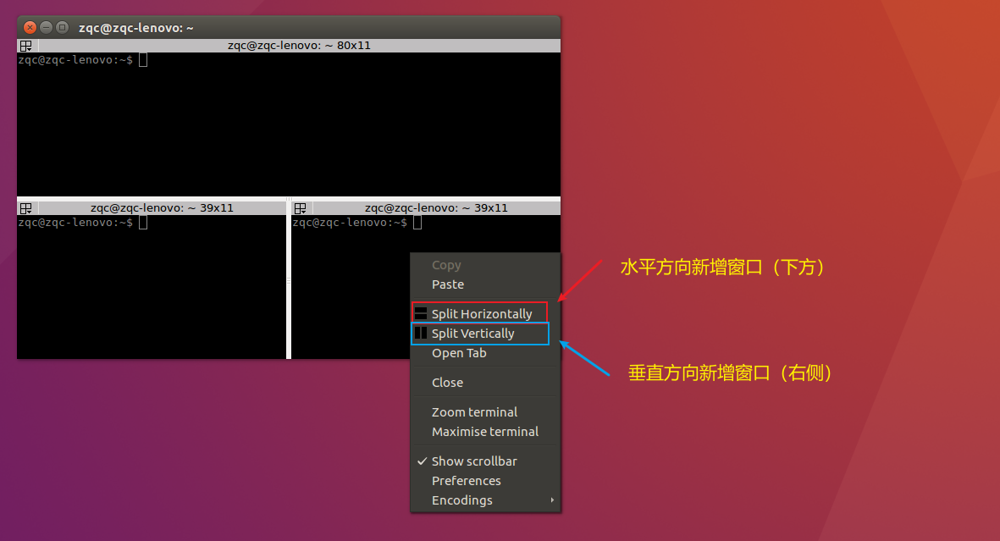 zqc@zqc-lenovo: ~
zqc@zqc-lenovo: ~ 80x11
zqc@zqc-lenovo:~$
zqc@zqc-lenovo: ~ 39x11
zqc@zqc-lenovo:~$
zqc@zqc-lenovo: ~ 39x11
zqc@zqc-lenovo:~$
Copy
Paste
Split Horizontally
Split Vertically
Open Tab
Close
Zoom terminal
Maximise terminal
Show scrollbar
Preferences
Encodings
水平方向新增窗口（下方）
垂直方向新增窗口（右侧）